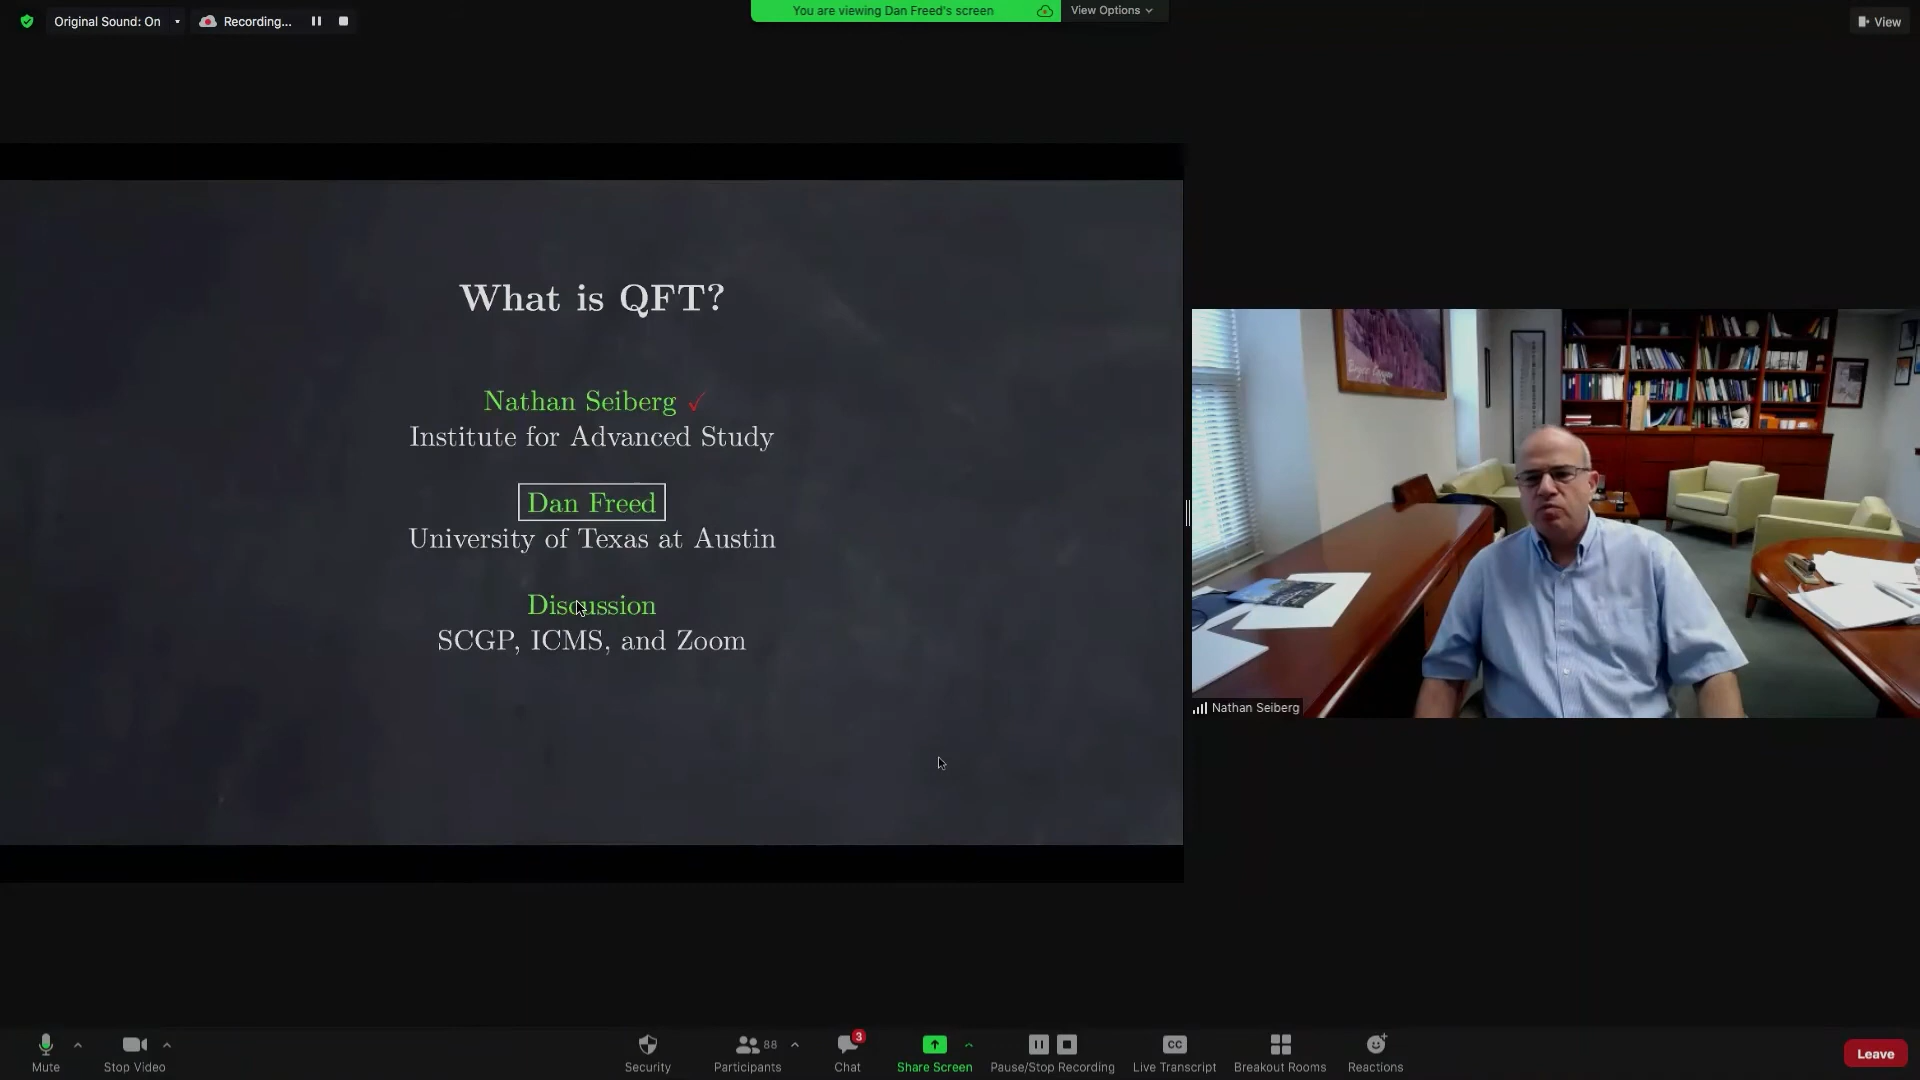 Original Sound: On
Recording...
You are viewing Dan Freed's screen
View Options
View
What is QFT?
Nathan Seiberg ✓
Institute for Advanced Study
Dan Freed
University of Texas at Austin
Discussion
SCGP, ICMS, and Zoom
Bryce Canyon
Nathan Seiberg
Mute
Stop Video
Security
88
Participants
3
Chat
Share Screen
Pause/Stop Recording
CC
Live Transcript
Breakout Rooms
Reactions
Leave